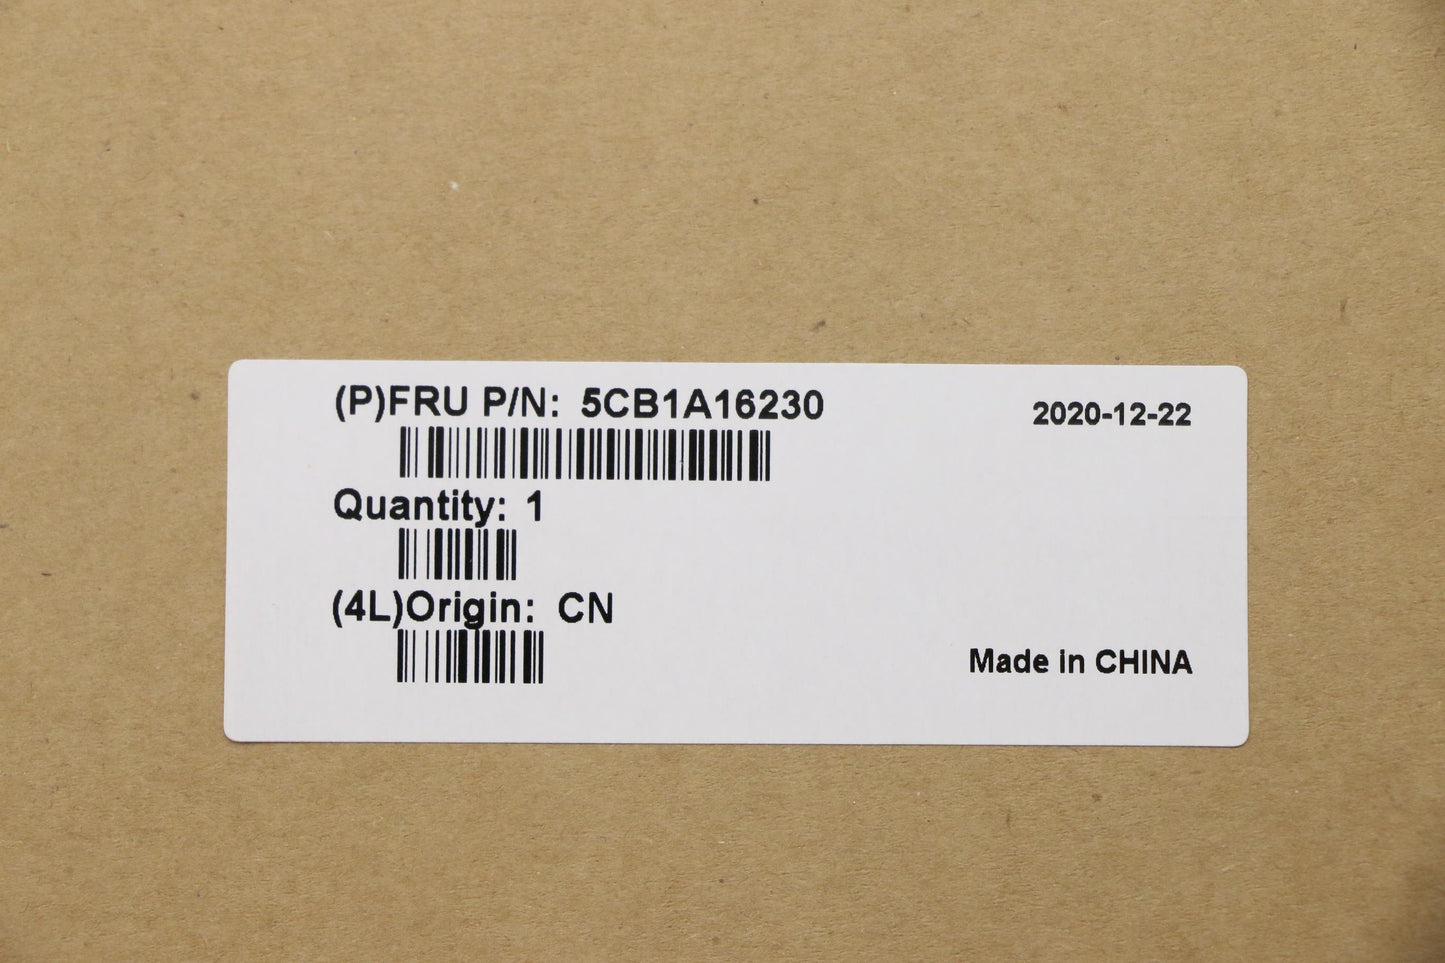 (P)FRU P/N: 5CB1A16230
2020-12-22
Quantity: 1
(4L)Origin: CN
Made in CHINA